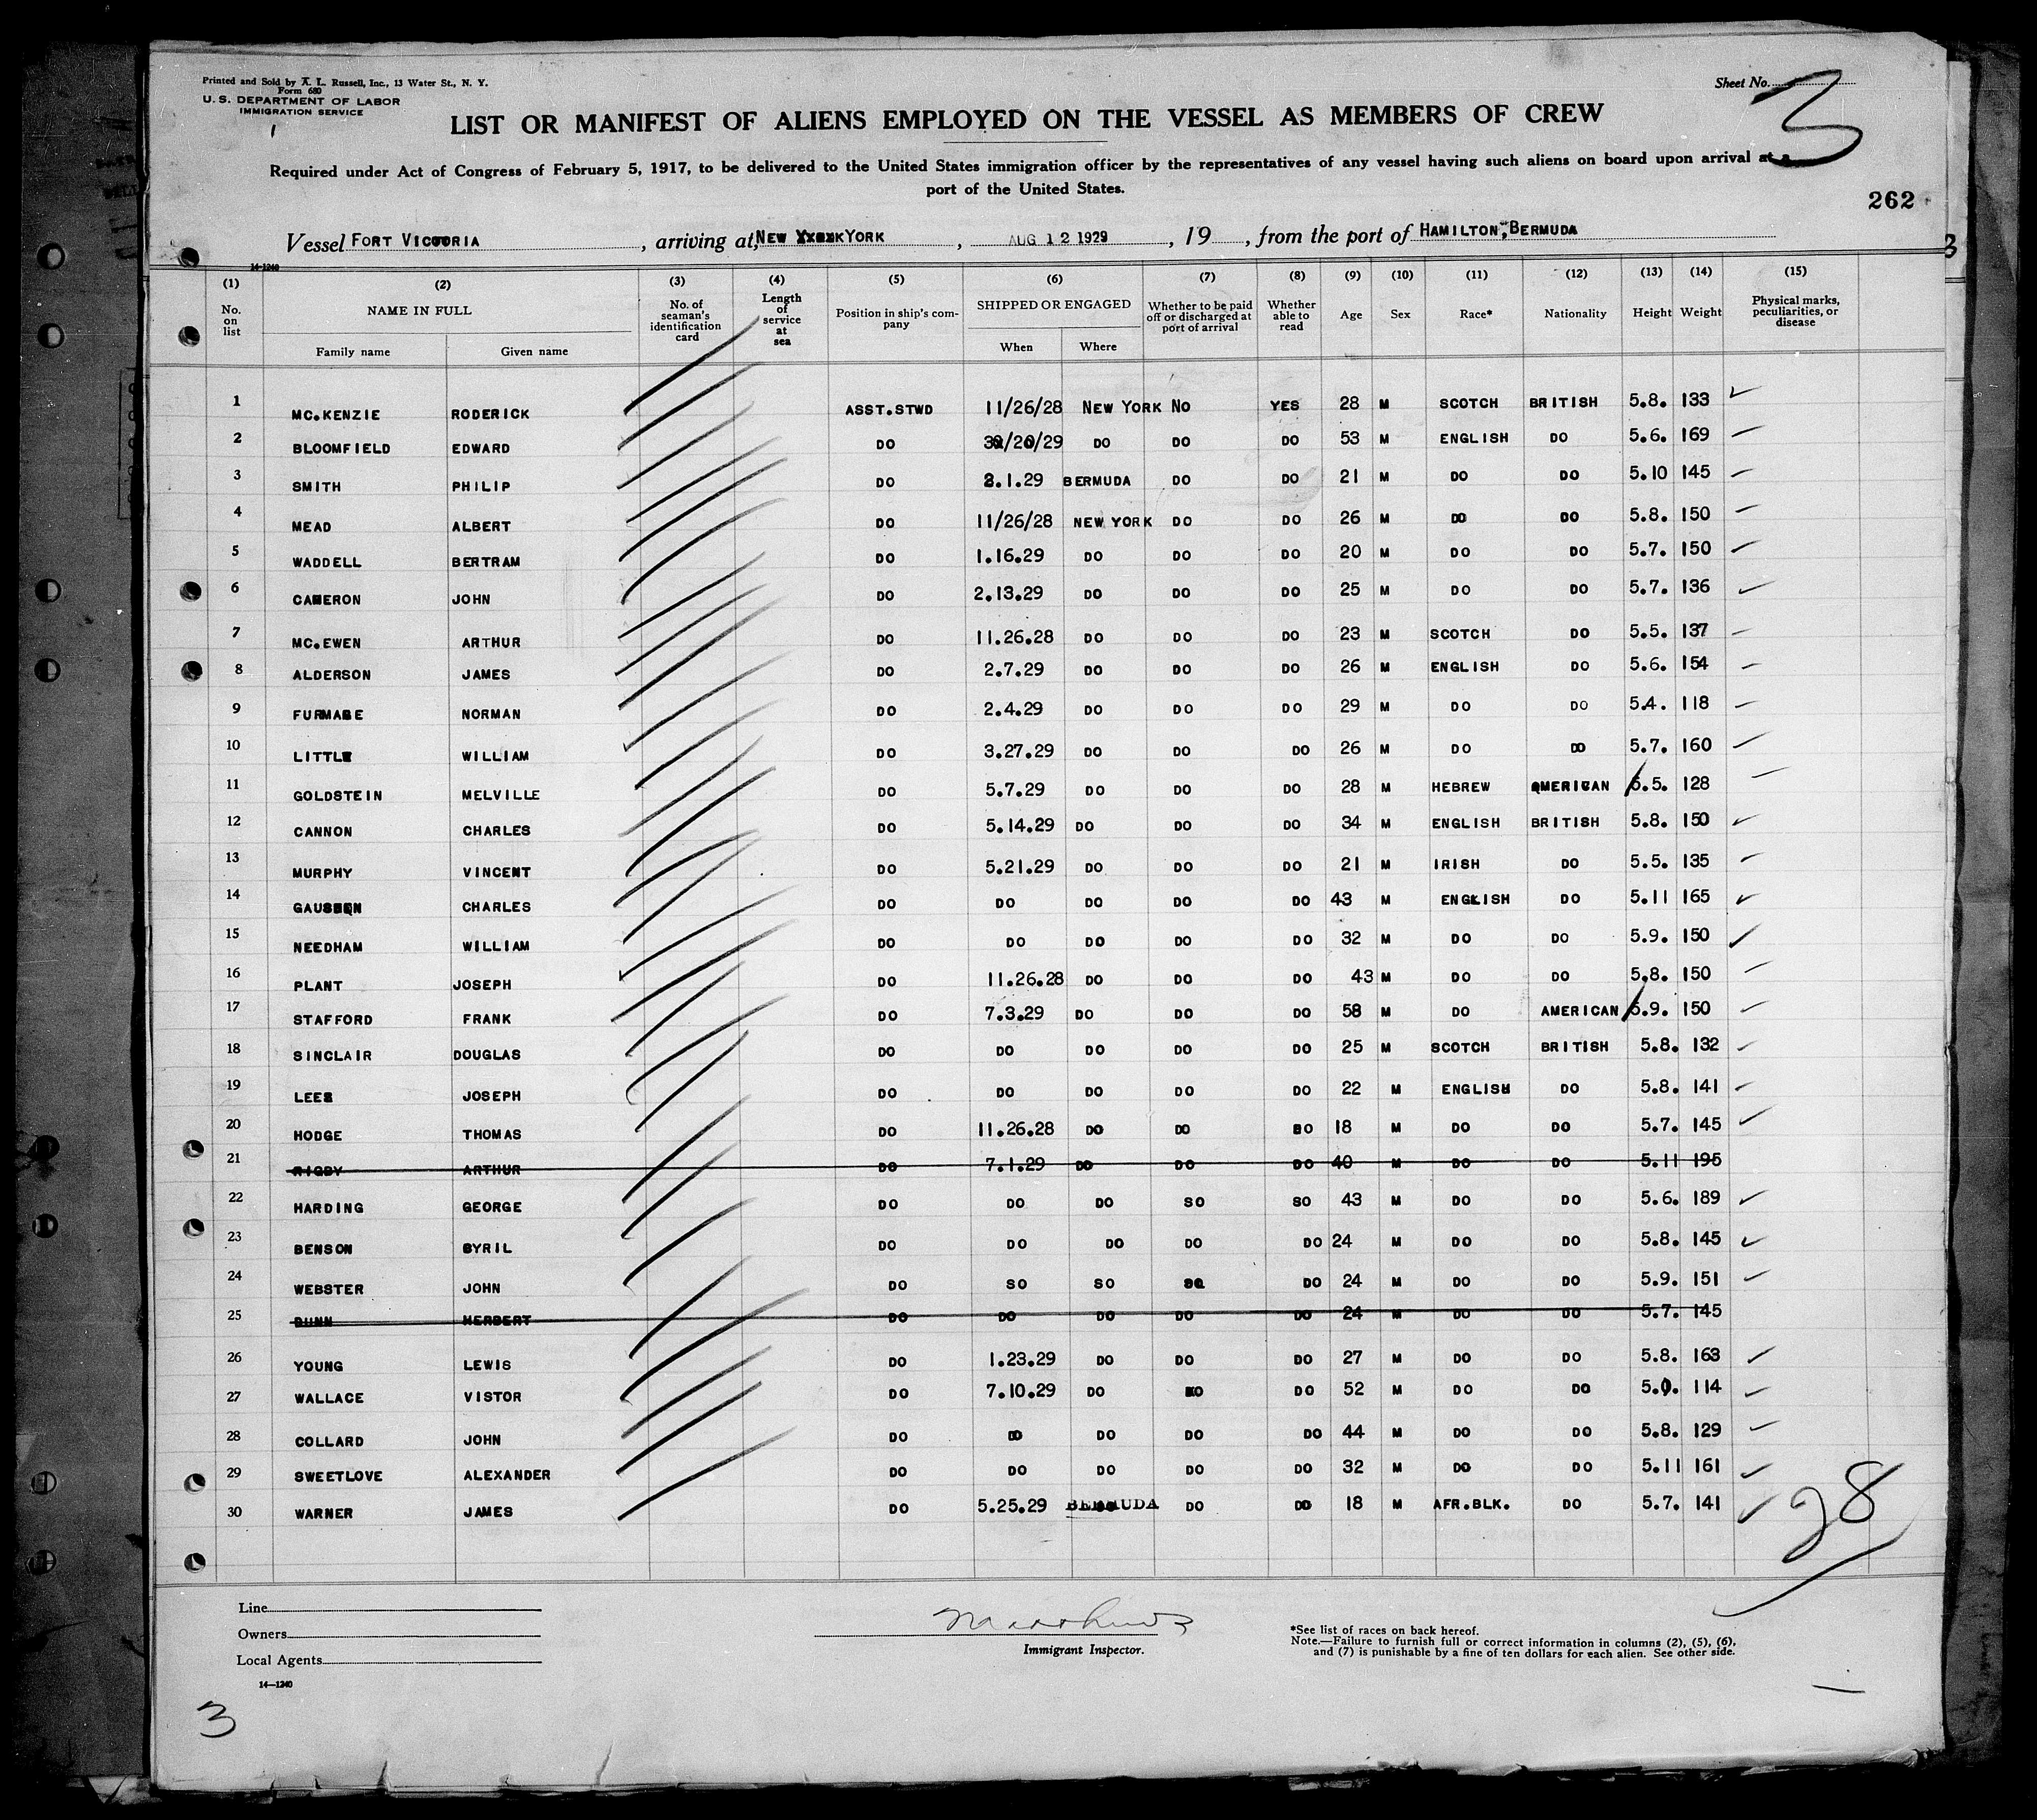 Printed and Sold by A. L. Russell, Inc., 13 Water St., N. Y.
Form 680
U. S. DEPARTMENT OF LABOR
IMMIGRATION SERVICE
Sheet No. 3
LIST OR MANIFEST OF ALIENS EMPLOYED ON THE VESSEL AS MEMBERS OF CREW
Required under Act of Congress of February 5, 1917, to be delivered to the United States immigration officer by the representatives of any vessel having such aliens on board upon arrival at a
port of the United States.
262
Vessel FORT VICTORIA, arriving at, NEW YORK, AUG 12 1929, 19, from the port of HAMILTON, BERMUDA
14-1240
(1) (2) (3) (4) (5) (6) (7) (8) (9) (10) (11) (12) (13) (14) (15)
No. on list NAME IN FULL No. of seaman's identification card Length of service at sea Position in ship's company SHIPPED OR ENGAGED Whether to be paid off or discharged at port of arrival Whether able to read Age Sex Race* Nationality Height Weight Physical marks, peculiarities, or disease
Family name Given name When Where
1 MC.KENZIE RODERICK ASST.STWD 11/26/28 NEW YORK NO YES 28 M SCOTCH BRITISH 5.8. 133
2 BLOOMFIELD EDWARD DO /20/29 DO DO DO 53 M ENGLISH DO 5.6. 169
3 SMITH PHILIP DO 2.1.29 BERMUDA DO DO 21 M DO DO 5.10 145
4 MEAD ALBERT DO 11/26/28 NEW YORK DO DO 26 M DO DO 5.8. 150
5 WADDELL BERTRAM DO 1.16.29 DO DO DO 20 M DO DO 5.7. 150
6 CAMERON JOHN DO 2.13.29 DO DO DO 25 M DO DO 5.7. 136
7 MC.EWEN ARTHUR DO 11.26.28 DO DO DO 23 M SCOTCH DO 5.5. 137
8 ALDERSON JAMES DO 2.7.29 DO DO DO 26 M ENGLISH DO 5.6. 154
9 FURMAGE NORMAN DO 2.4.29 DO DO DO 29 M DO DO 5.4. 118
10 LITTLE WILLIAM DO 3.27.29 DO DO DO 26 M DO DO 5.7. 160
11 GOLDSTEIN MELVILLE DO 5.7.29 DO DO DO 28 M HEBREW AMERICAN 5.5. 128
12 CANNON CHARLES DO 5.14.29 DO DO DO 34 M ENGLISH BRITISH 5.8. 150
13 MURPHY VINCENT DO 5.21.29 DO DO DO 21 M IRISH DO 5.5. 135
14 CHARLES DO DO DO DO DO 43 M ENGLISH DO 5.11 165
15 NEEDHAM WILLIAM DO DO DO DO DO 32 M DO DO 5.9. 150
16 PLANT JOSEPH DO 11.26.28 DO DO DO 43 M DO DO 5.8. 150
17 STAFFORD FRANK DO 7.3.29 DO DO DO 58 M DO AMERICAN 5.9. 150
18 SINCLAIR DOUGLAS DO DO DO DO DO 25 M SCOTCH BRITISH 5.8. 132
19 LEES JOSEPH DO DO DO DO DO 22 M ENGLISH DO 5.8. 141
20 HODGE THOMAS DO 11.26.28 DO DO DO 18 M DO DO 5.7. 145
21 RIGBY ARTHUR DO 7.1.29 DO DO DO 40 M DO DO 5.11 195
22 HARDING GEORGE DO DO DO SO SO 43 M DO DO 5.6. 189
23 BENSON BYRIL DO DO DO DO DO 24 M DO DO 5.8. 145
24 WEBSTER JOHN DO SO SO SO DO 24 M DO DO 5.9. 151
25 DUNN HERBERT DO DO DO DO DO 24 M DO DO 5.7. 145
26 YOUNG LEWIS DO 1.23.29 DO DO DO 27 M DO DO 5.8. 163
27 WALLACE VISTOR DO 7.10.29 DO DO DO 52 M DO DO 5.0. 114
28 COLLARD JOHN DO DO DO DO DO 44 M DO DO 5.8. 129
29 SWEETLOVE ALEXANDER DO DO DO DO DO 32 M DO DO 5.11 161
30 WARNER JAMES DO 5.25.29 BERMUDA DO DO 18 M AFR.BLK. DO 5.7. 141
28
Line
Owners
Local Agents
14—1240
Immigrant Inspector.
*See list of races on back hereof.
Note.—Failure to furnish full or correct information in columns (2), (5), (6),
and (7) is punishable by a fine of ten dollars for each alien. See other side.
3